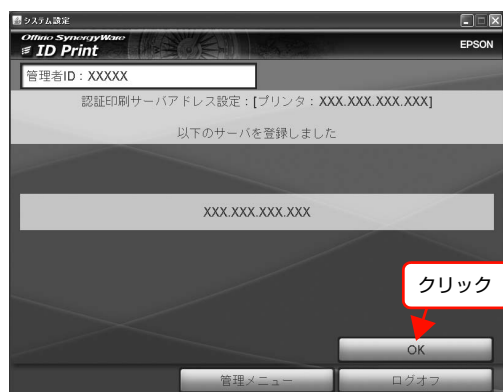 システム設定
Offirio SynergyWare
ID Print
EPSON
管理者ID：XXXXX
認証印刷サーバアドレス設定：[プリンタ：XXX.XXX.XXX.XXX]
以下のサーバを登録しました
XXX.XXX.XXX.XXX
クリック
OK
管理メニュー
ログオフ